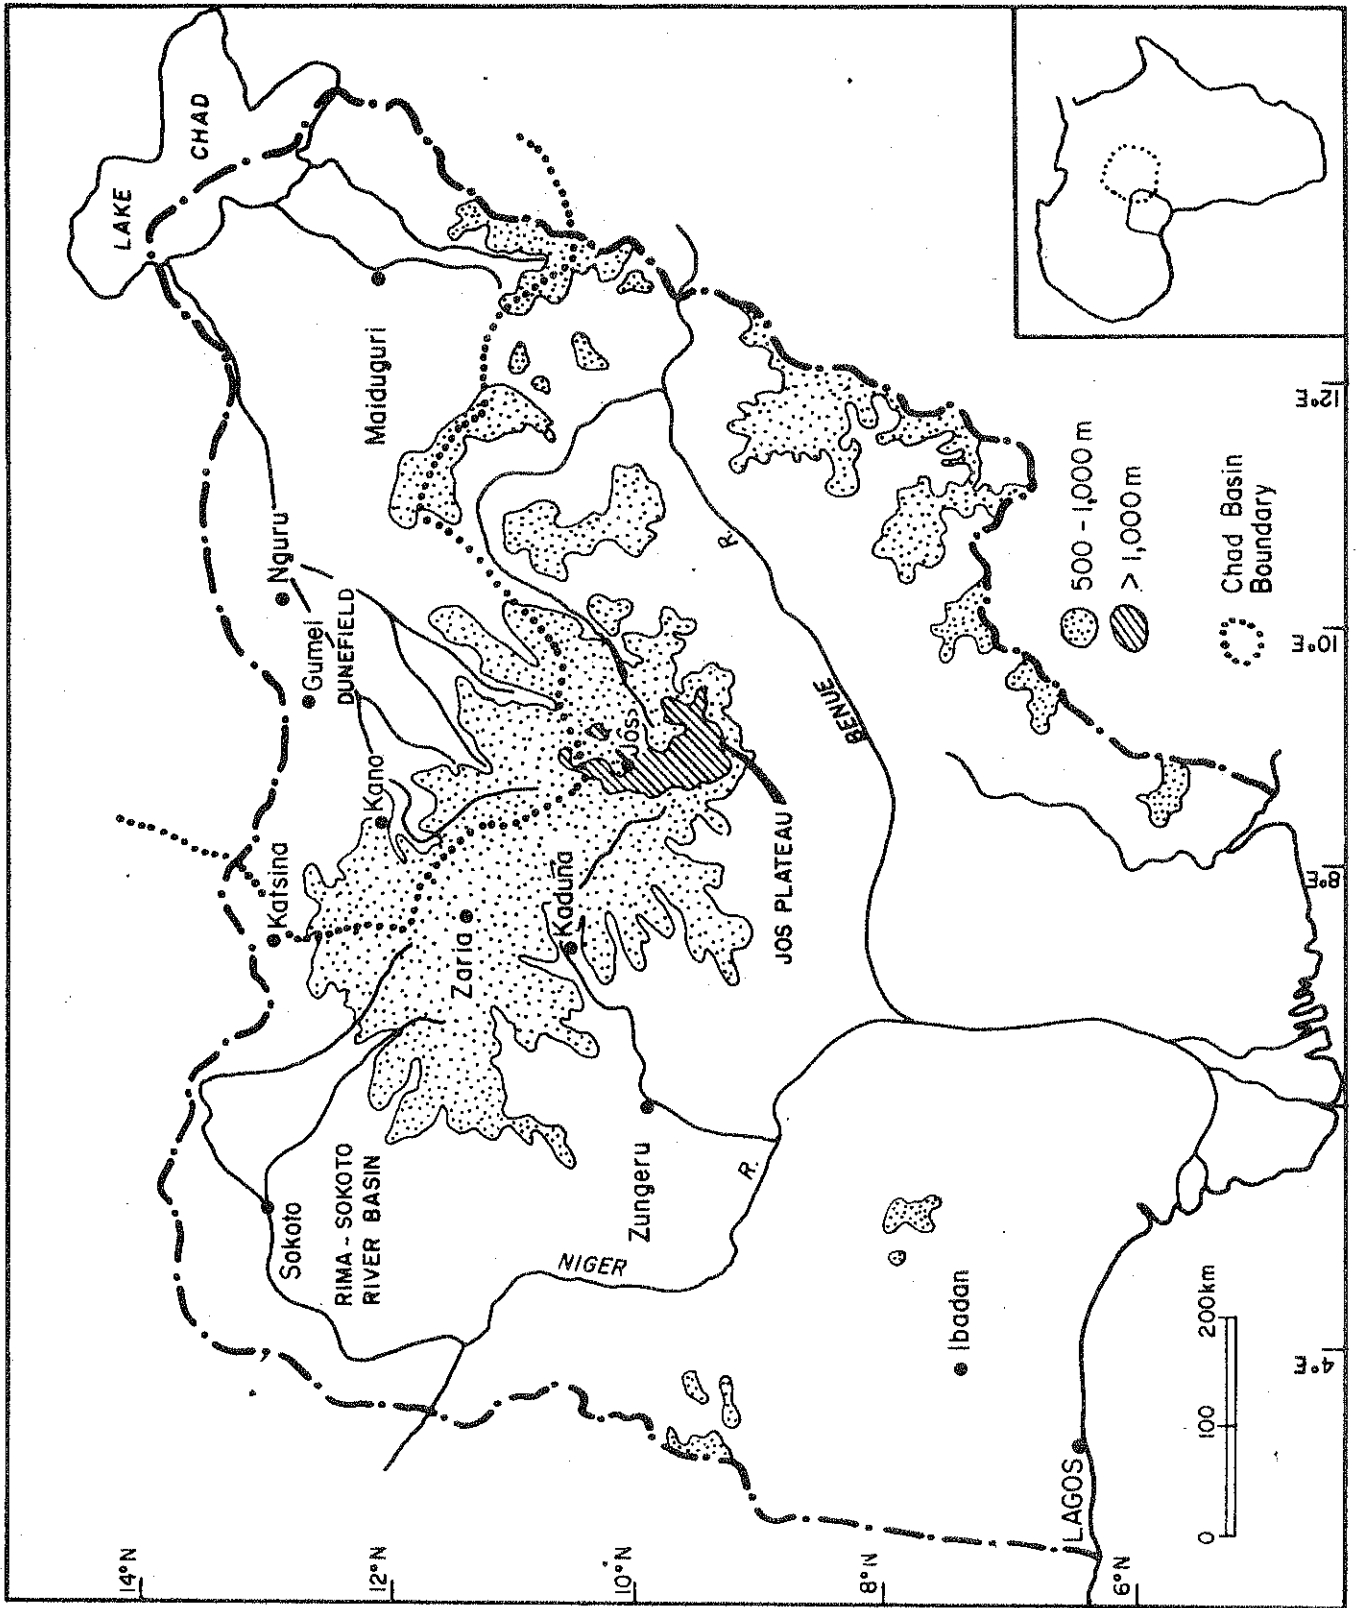 LAKE
CHAD
Maiduguri
Nguru
Gumel
DUNEFIELD
Kano
Katsina
Jos
Zaria
Kaduna
JOS PLATEAU
Sokoto
RIMA - SOKOTO
RIVER BASIN
Zungeru
R.
NIGER
R.
BENUE
Ibadan
LAGOS
500 - 1,000 m
> 1,000 m
Chad Basin
Boundary
0 100 200km
14°N
12°N
10°N
8°N
6°N
4°E
8°E
10°E
12°E